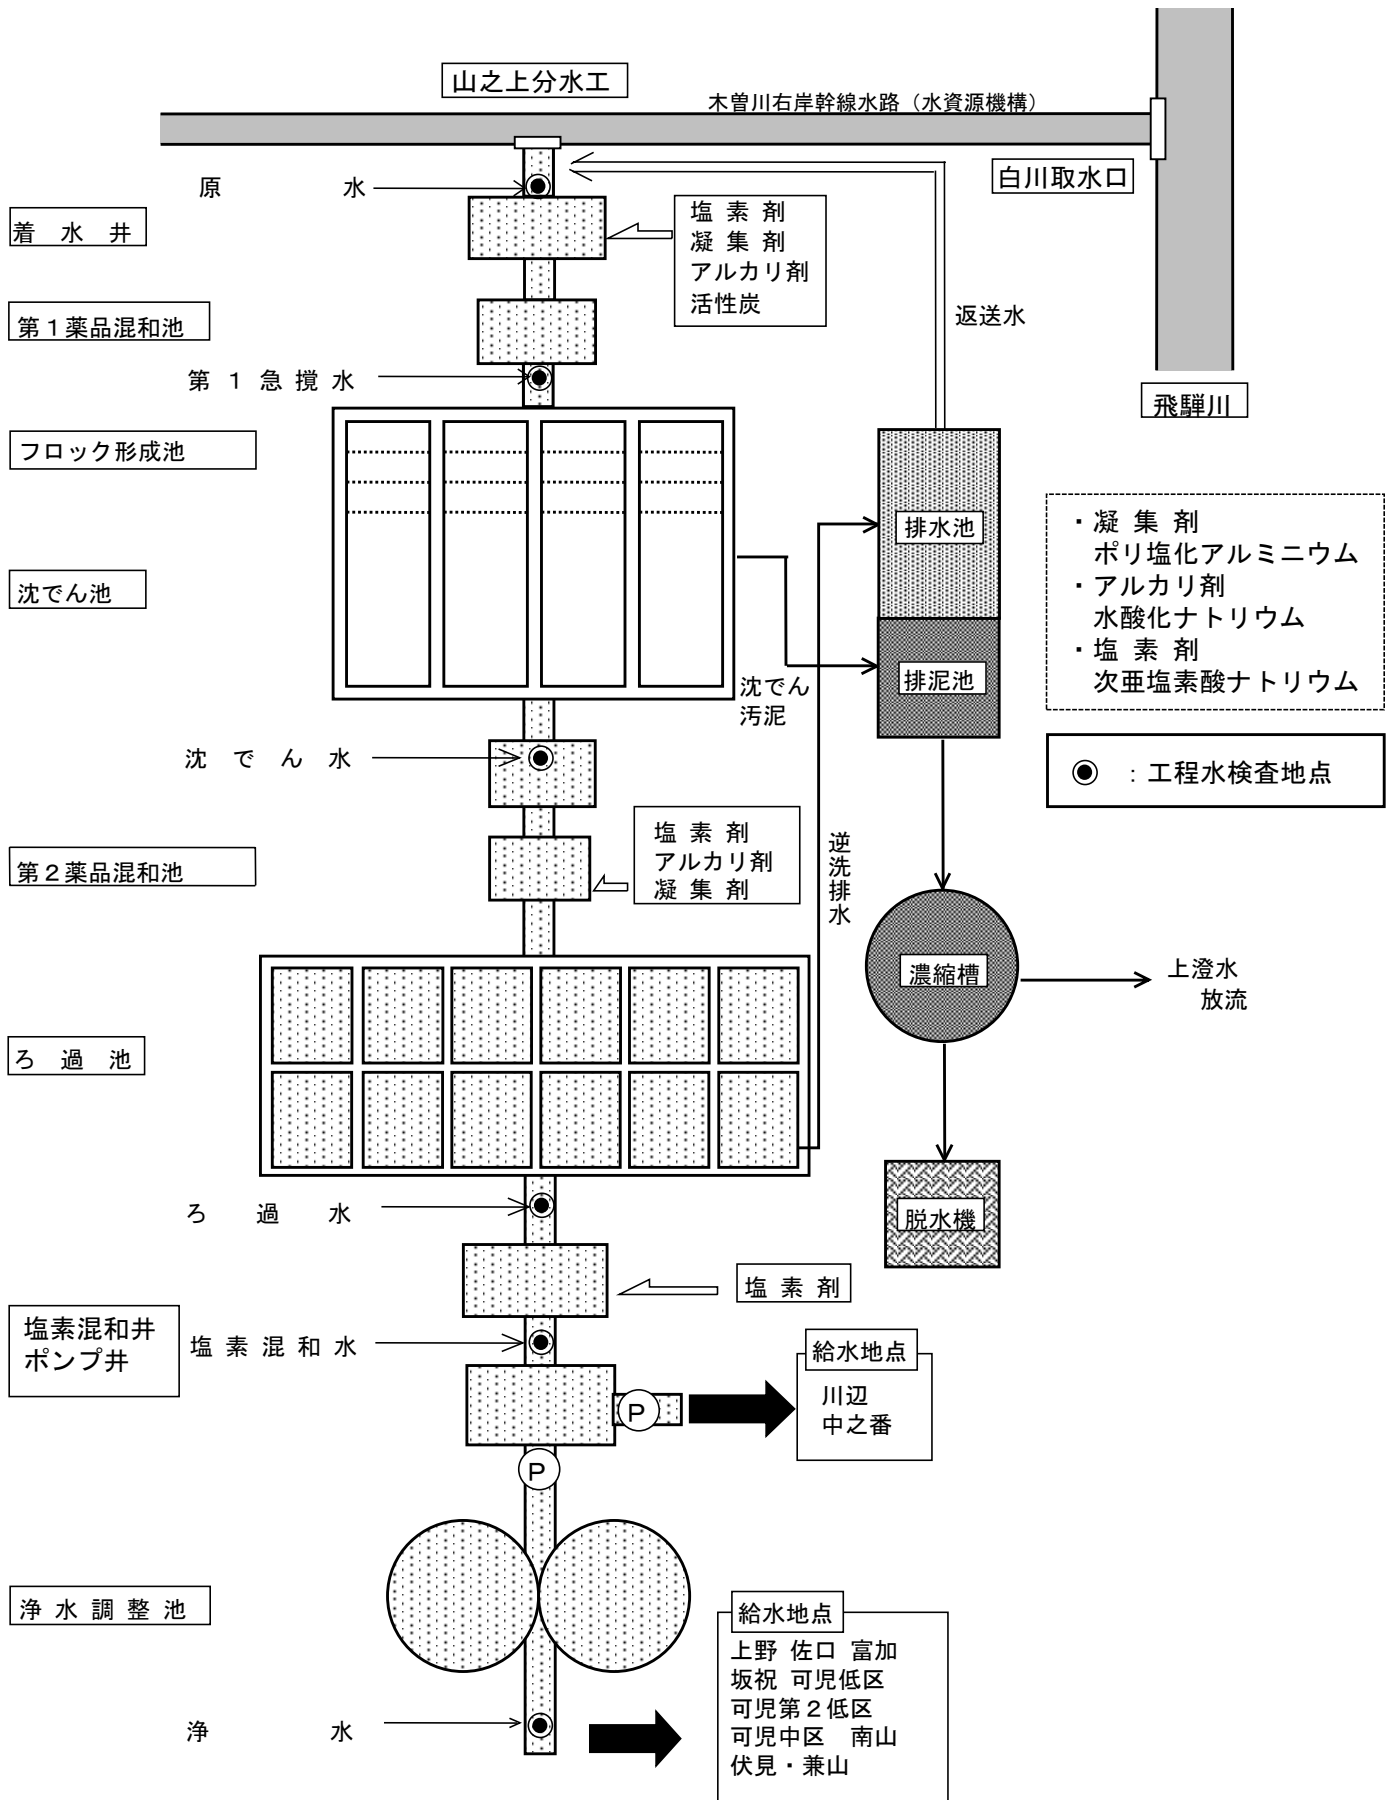 山之上分水工
木曽川右岸幹線水路（水資源機構）
白川取水口
飛騨川
原　水
着　水　井
塩　素　剤
凝　集　剤
アルカリ剤
活性炭
返送水
第１薬品混和池
第　1　急　撹　水
フロック形成池
沈でん池
排水池
排泥池
沈でん
汚泥
・凝　集　剤
ポリ塩化アルミニウム
・アルカリ剤
水酸化ナトリウム
・塩　素　剤
次亜塩素酸ナトリウム
：工程水検査地点
沈　で　ん　水
第２薬品混和池
塩　素　剤
アルカリ剤
凝　集　剤
逆洗排水
濃縮槽
上澄水
放流
ろ　過　池
脱水機
ろ　過　水
塩　素　剤
塩素混和井
ポンプ井
塩　素　混　和　水
給水地点
川辺
中之番
P
P
浄　水　調　整　池
給水地点
上野　佐口　富加
坂祝　可児低区
可児第２低区
可児中区　南山
伏見・兼山
浄　水